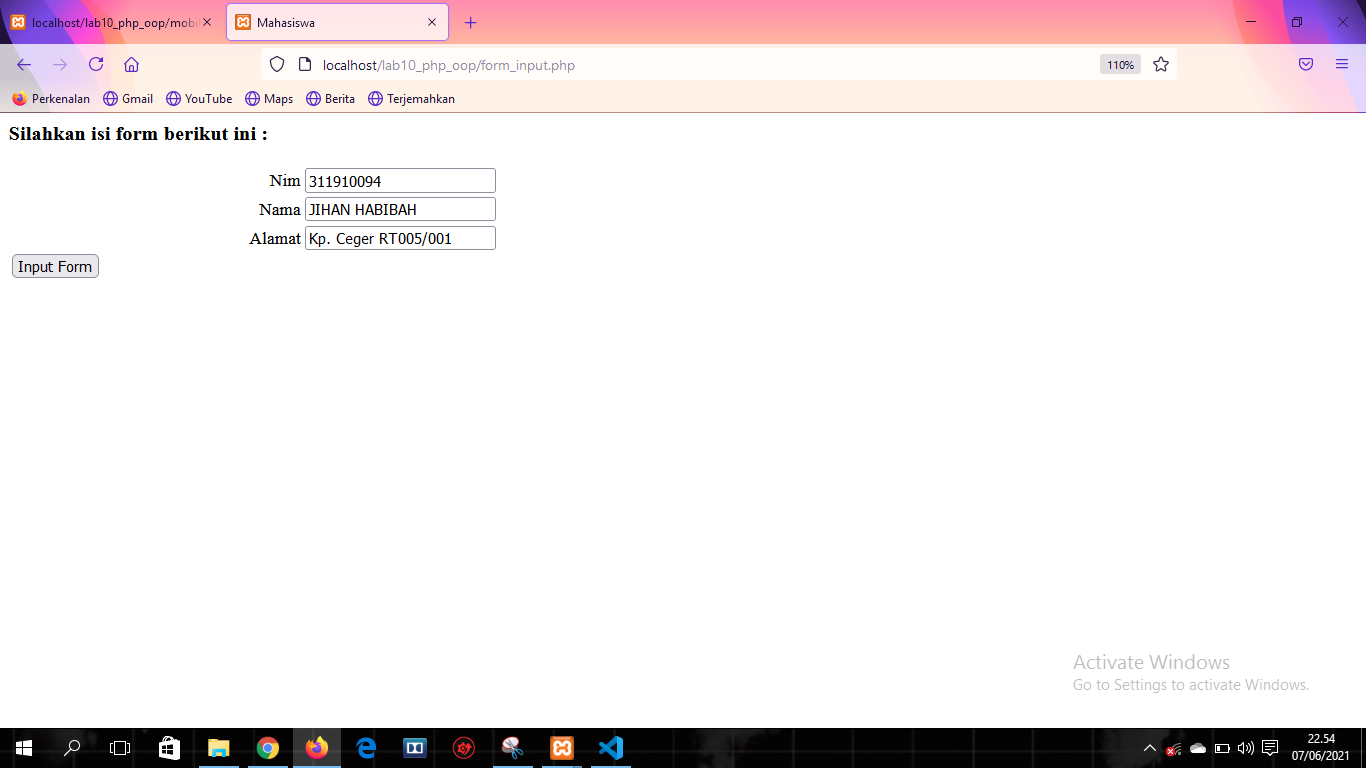 localhost/lab10_php_oop/mobil
Mahasiswa
localhost/lab10_php_oop/form_input.php
110%
Perkenalan Gmail YouTube Maps Berita Terjemahkan
Silahkan isi form berikut ini :
Nim 311910094
Nama JIHAN HABIBAH
Alamat Kp. Ceger RT005/001
Input Form
Activate Windows
Go to Settings to activate Windows.
22.54
07/06/2021